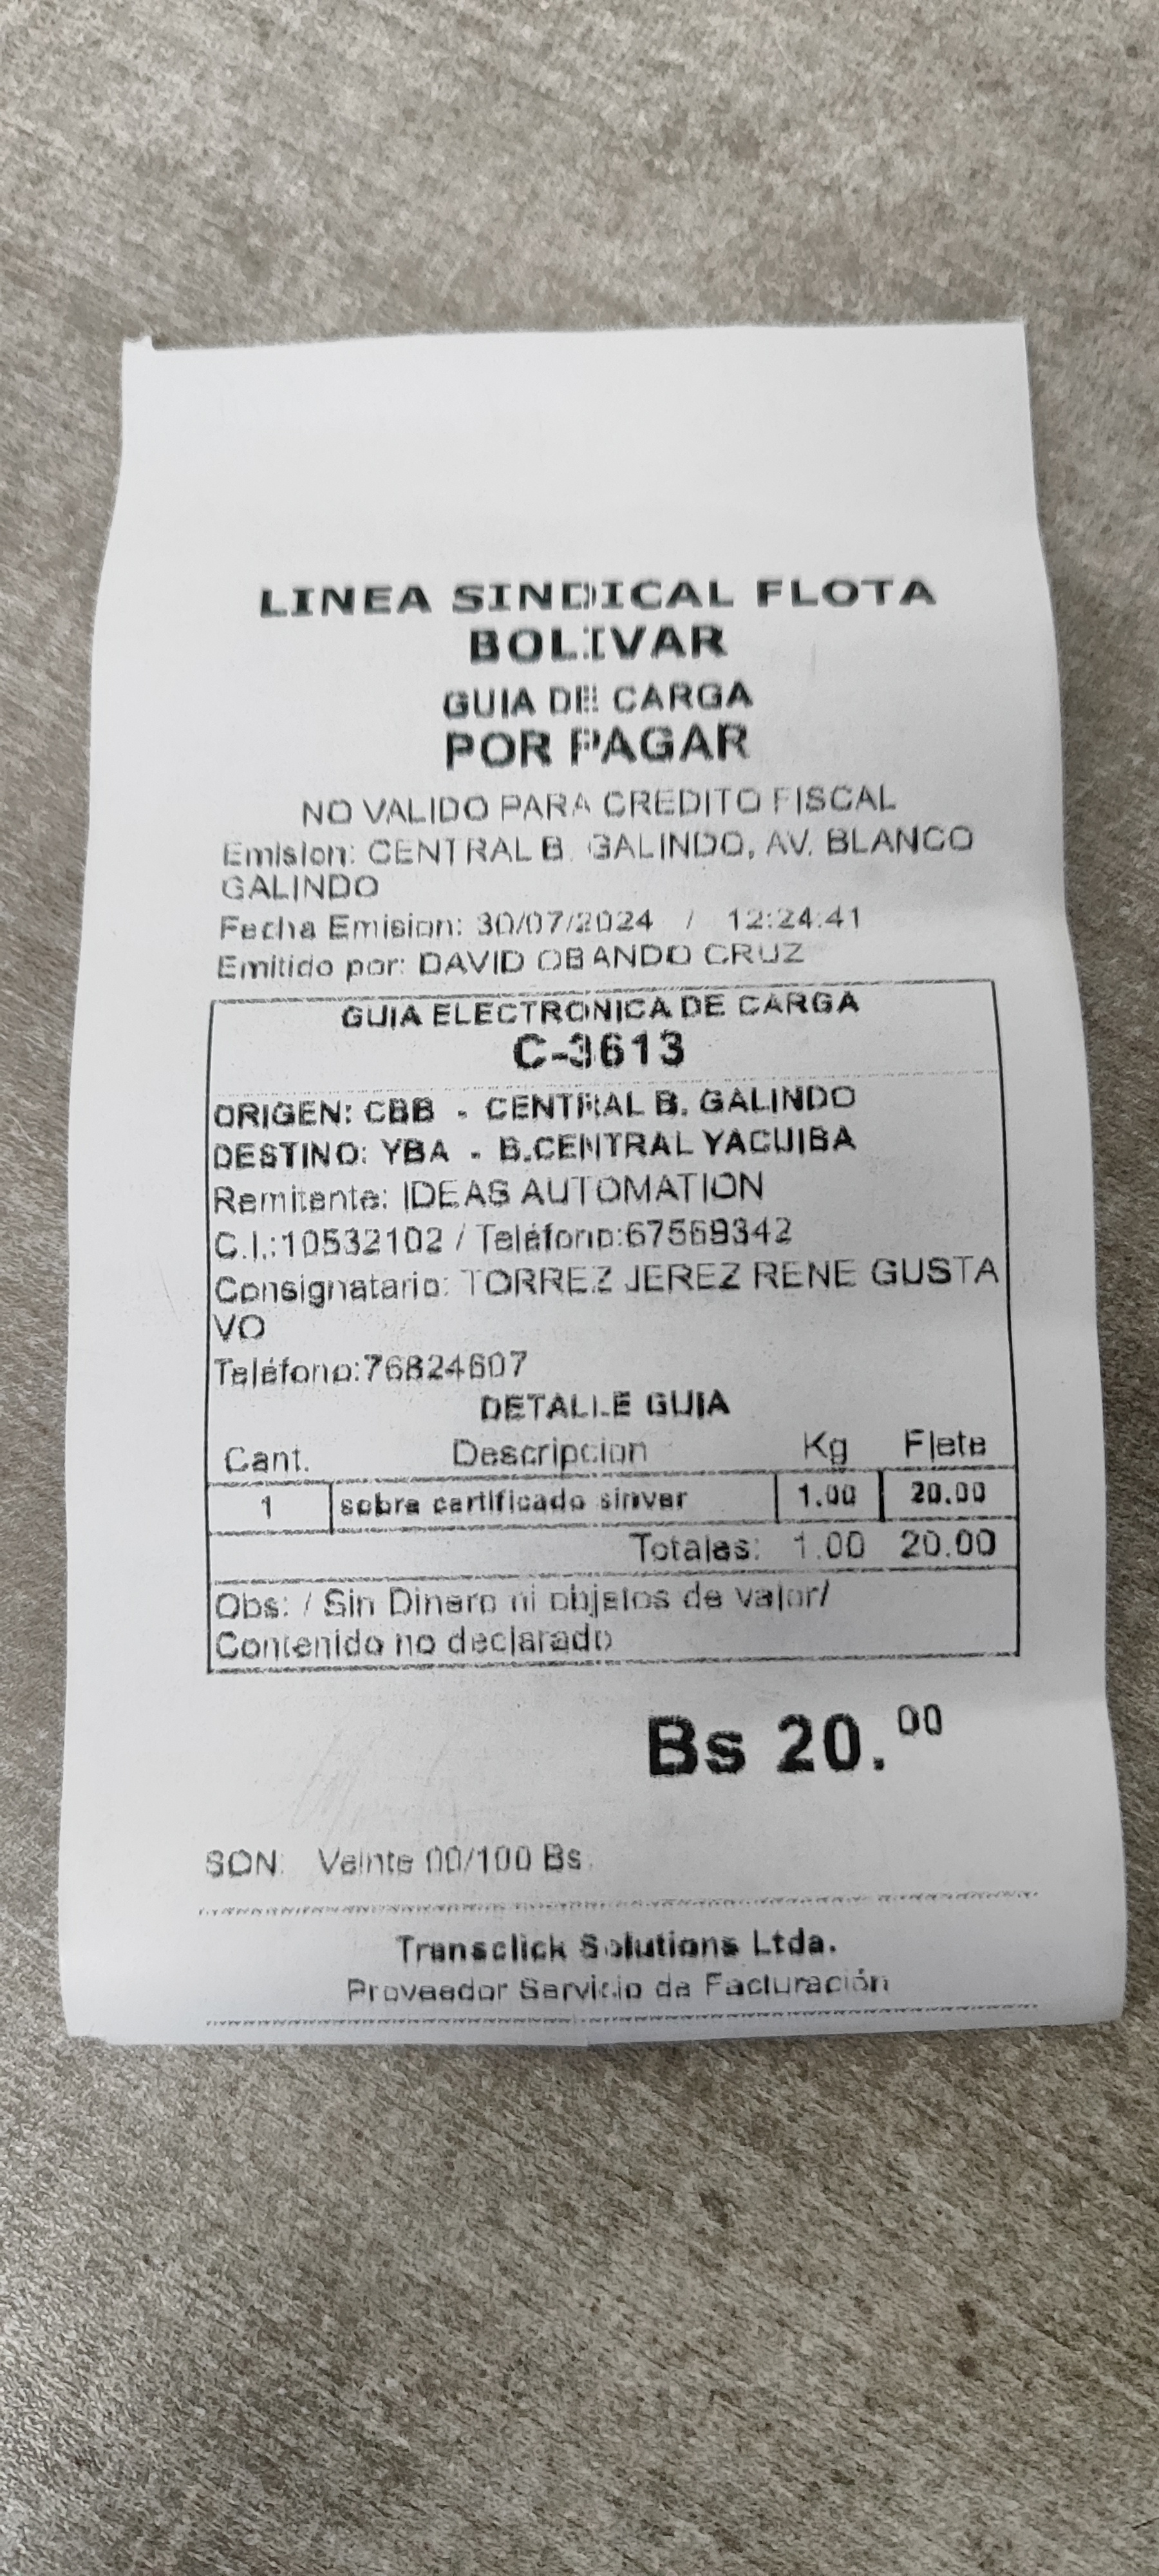 LINEA SINDICAL FLOTA
BOLIVAR
GUIA DE CARGA
POR PAGAR
NO VALIDO PARA CREDITO FISCAL
Emision: CENTRAL B. GALINDO, AV. BLANCO
GALINDO
Fecha Emision: 30/07/2024 / 12:24:41
Emitido por: DAVID OBANDO CRUZ
GUIA ELECTRONICA DE CARGA
C-3613
ORIGEN: CBB - CENTRAL B. GALINDO
DESTINO: YBA - B.CENTRAL YACUIBA
Remitente: IDEAS AUTOMATION
C.I.:10532102 / Teléfono:67569342
Consignatario: TORREZ JEREZ RENE GUSTA
VO
Teléfono:76824607
DETALLE GUIA
Cant. Descripcion Kg Flete
1 sobre certificado sinver 1.00 20.00
Totales: 1.00 20.00
Obs: / Sin Dinero ni objetos de valor/
Contenido no declarado
Bs 20.00
SON: Veinte 00/100 Bs.
Transclick Solutions Ltda.
Proveedor Servicio de Facturación